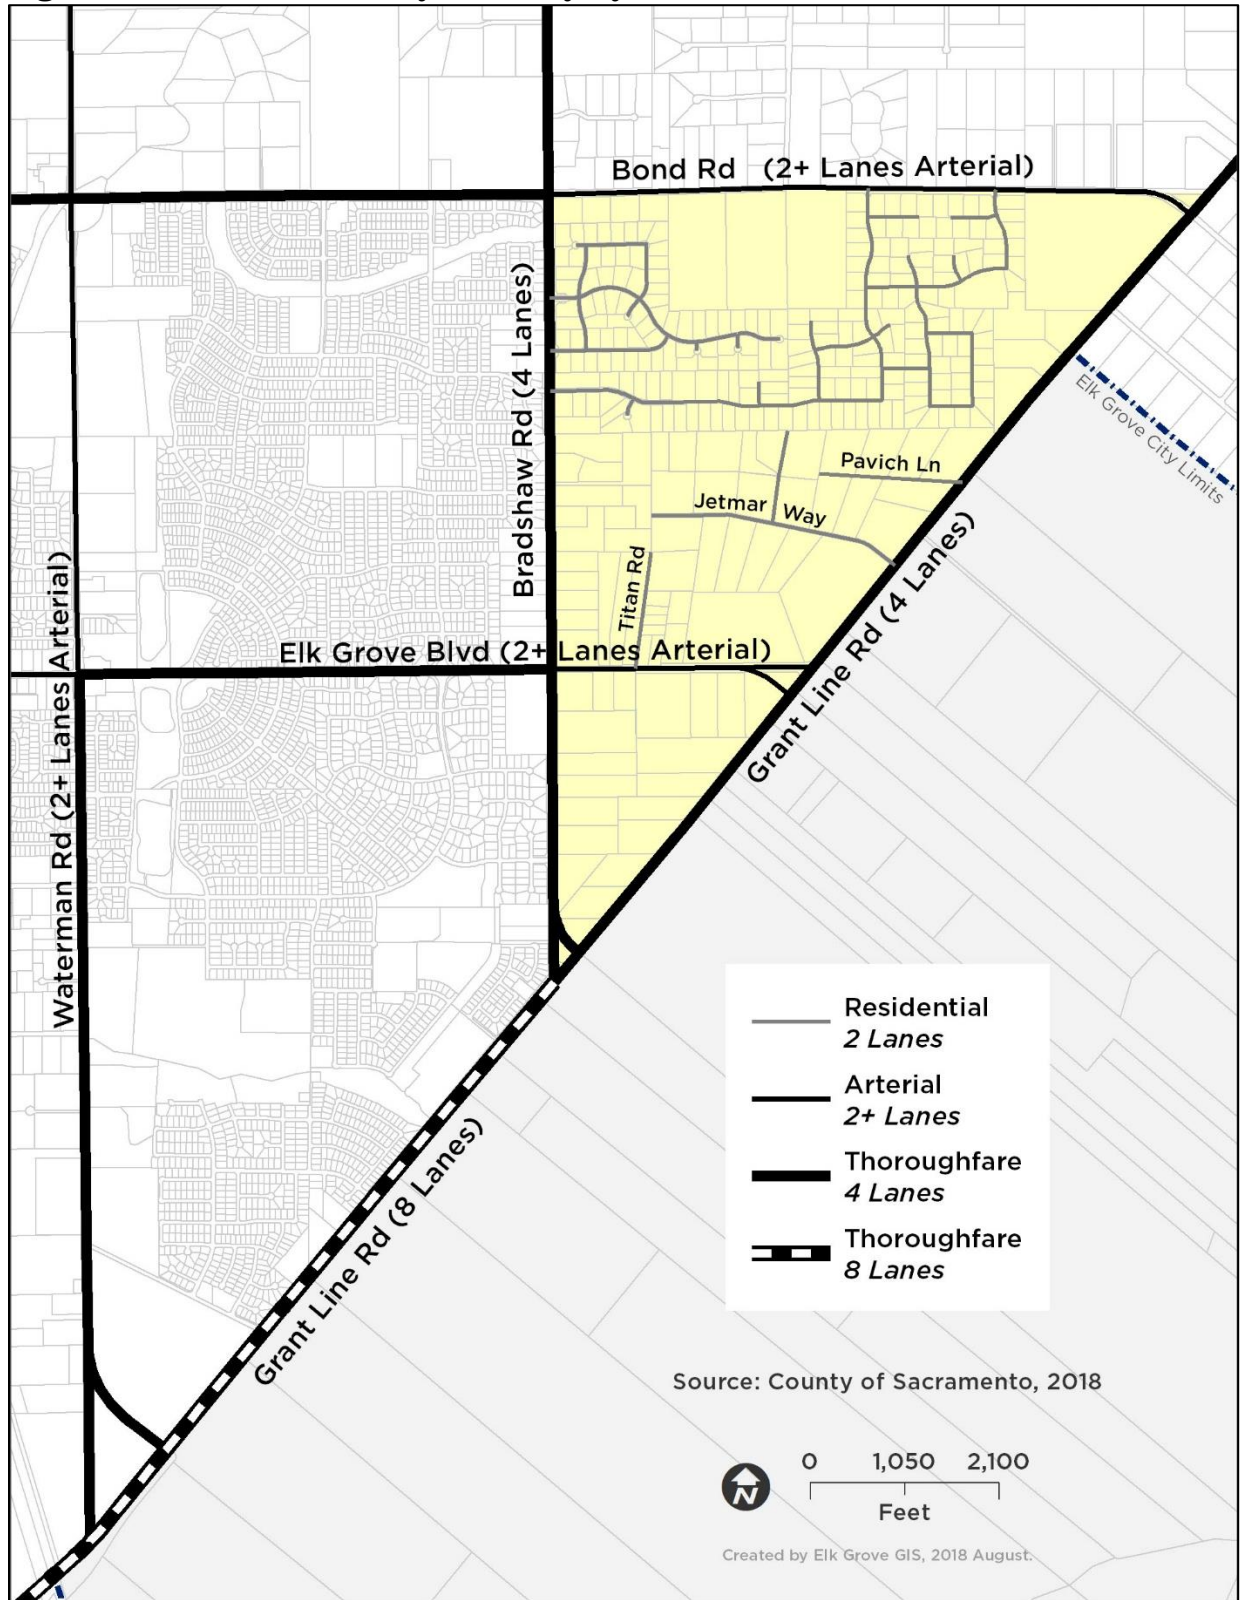 Bond Rd (2+ Lanes Arterial)
Bradshaw Rd (4 Lanes)
Elk Grove City Limits
Pavich Ln
Jetmar Way
Titan Rd
Elk Grove Blvd (2+ Lanes Arterial)
Waterman Rd (2+ Lanes Arterial)
Grant Line Rd (4 Lanes)
Grant Line Rd (8 Lanes)
Residential
2 Lanes
Arterial
2+ Lanes
Thoroughfare
4 Lanes
Thoroughfare
8 Lanes
Source: County of Sacramento, 2018
N
0 1,050 2,100
Feet
Created by Elk Grove GIS, 2018 August.